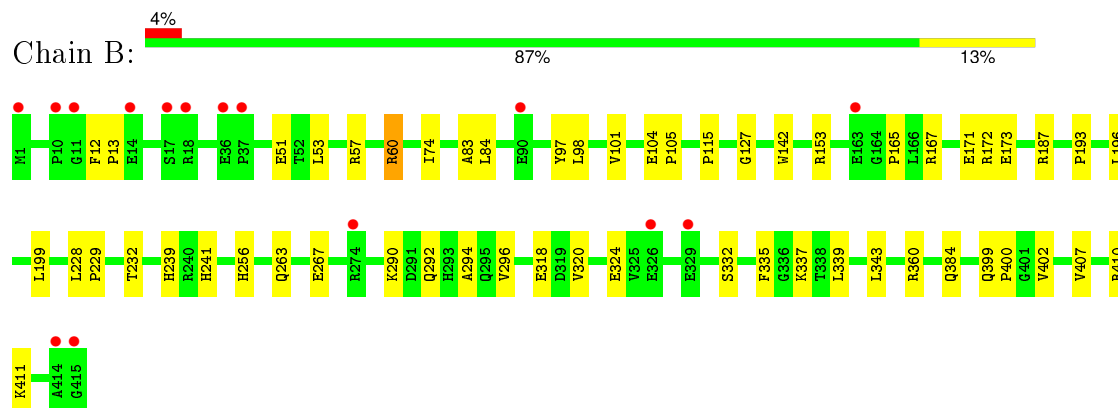 4%
Chain B:
87%
13%
M1 P10 G11 F12 P13 E14 S17 R18 E36 P37 E51 T52 L53 R57 R60 I74 A83 L84 E90 Y97 L98 V101 E104 P105 P115 G127 W142 R153 E163 G164 P165 L166 R167 E171 R172 E173 R187 P193 L196
L199 L228 P229 T232 H239 R240 H241 H256 Q263 E267 R274 K290 D291 Q292 H293 A294 Q295 V296 E318 D319 V320 E324 V325 E326 E329 S332 F335 G336 K337 T338 L339 L343 R360 Q384 Q399 P400 G401 V402 V407 R410
K411 A414 G415